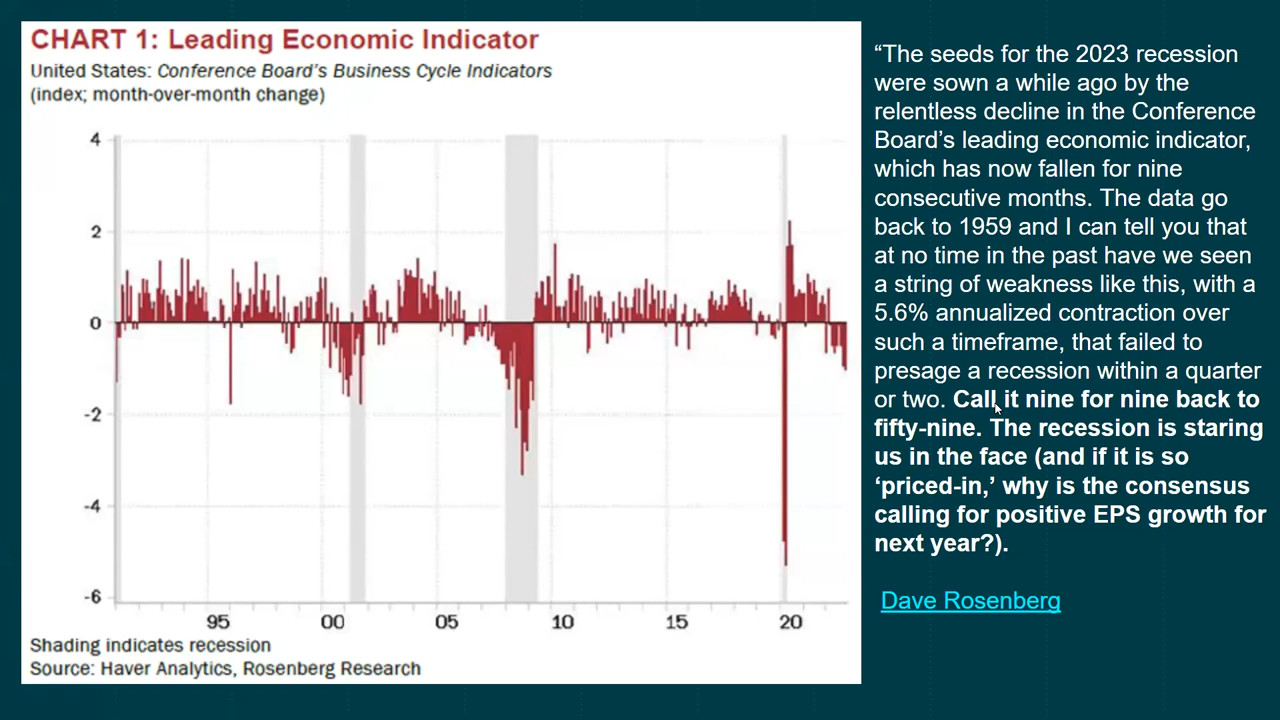 CHART 1: Leading Economic Indicator
United States: Conference Board's Business Cycle Indicators
(index; month-over-month change)
4
2
0
-2
-4
-6
95 00 05 10 15 20
Shading indicates recession
Source: Haver Analytics, Rosenberg Research
“The seeds for the 2023 recession
were sown a while ago by the
relentless decline in the Conference
Board’s leading economic indicator,
which has now fallen for nine
consecutive months. The data go
back to 1959 and I can tell you that
at no time in the past have we seen
a string of weakness like this, with a
5.6% annualized contraction over
such a timeframe, that failed to
presage a recession within a quarter
or two. Call it nine for nine back to
fifty-nine. The recession is staring
us in the face (and if it is so
‘priced-in,’ why is the consensus
calling for positive EPS growth for
next year?).
Dave Rosenberg